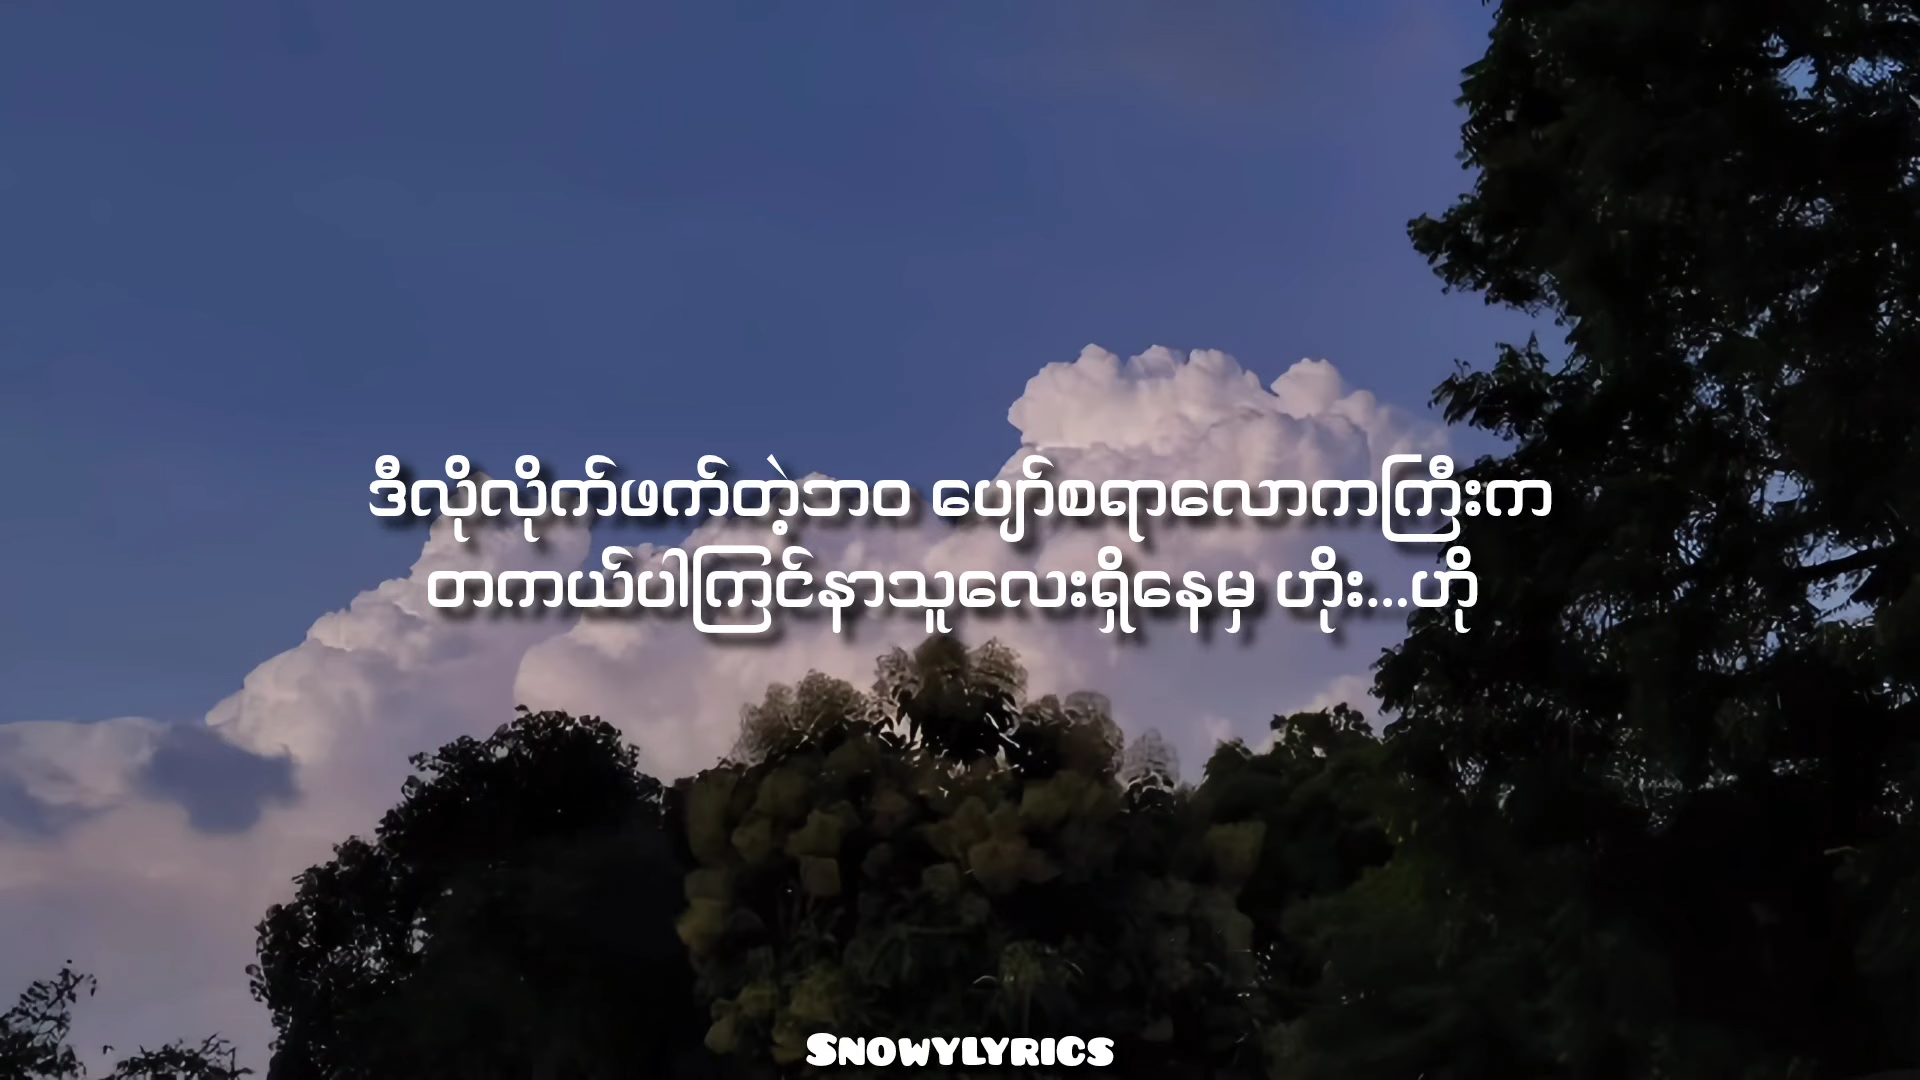 ဒီလိုလိုက်ဖက်တဲ့ဘဝ ပျော်စရာလောကကြီးက
တကယ်ပါကြင်နာသူလေးရှိနေမှ ဟိုး...ဟို
SNOWYLYRICS